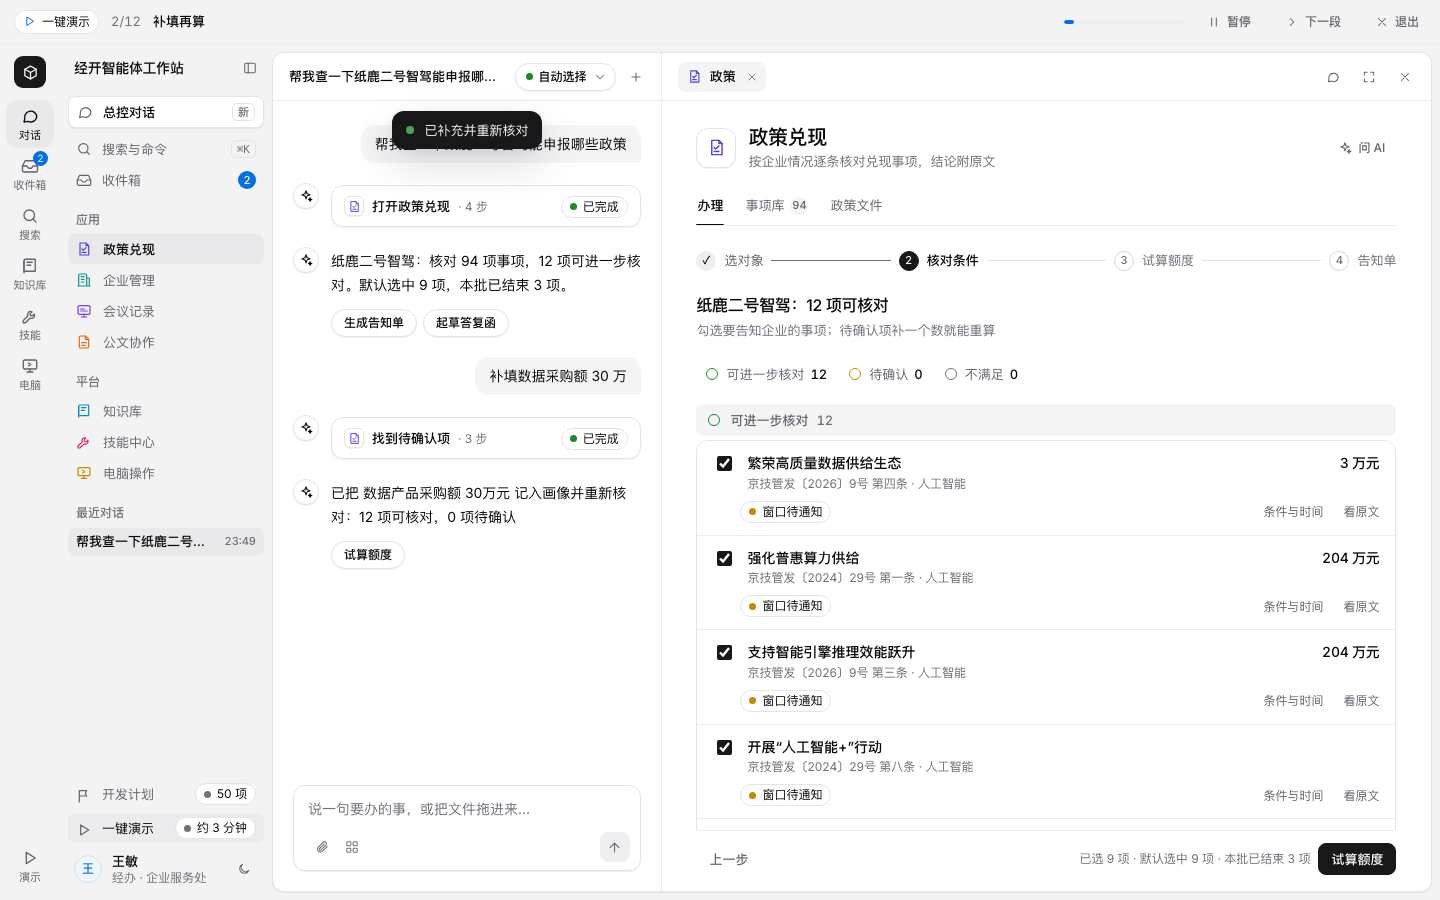 一键演示
2/12
补填再算
暂停
下一段
退出
对话
2
收件箱
搜索
知识库
技能
电脑
演示
经开智能体工作站
总控对话
新
搜索与命令
⌘K
收件箱
2
应用
政策兑现
企业管理
会议记录
公文协作
平台
知识库
技能中心
电脑操作
最近对话
帮我查一下纸鹿二号...
23:49
开发计划
50 项
一键演示
约 3 分钟
王
王敏
经办 · 企业服务处
帮我查一下纸鹿二号智驾能申报哪...
自动选择
已补充并重新核对
能申报哪些政策
打开政策兑现 · 4 步
已完成
纸鹿二号智驾：核对 94 项事项，12 项可进一步核
对。默认选中 9 项，本批已结束 3 项。
生成告知单
起草答复函
补填数据采购额 30 万
找到待确认项 · 3 步
已完成
已把 数据产品采购额 30万元 记入画像并重新核
对：12 项可核对，0 项待确认
试算额度
说一句要办的事，或把文件拖进来...
政策
政策兑现
按企业情况逐条核对兑现事项，结论附原文
问 AI
办理
事项库 94
政策文件
选对象
2 核对条件
3 试算额度
4 告知单
纸鹿二号智驾：12 项可核对
勾选要告知企业的事项；待确认项补一个数就能重算
可进一步核对 12
待确认 0
不满足 0
可进一步核对 12
繁荣高质量数据供给生态
3 万元
京技管发〔2026〕9号 第四条 · 人工智能
窗口待通知
条件与时间
看原文
强化普惠算力供给
204 万元
京技管发〔2024〕29号 第一条 · 人工智能
窗口待通知
条件与时间
看原文
支持智能引擎推理效能跃升
204 万元
京技管发〔2026〕9号 第三条 · 人工智能
窗口待通知
条件与时间
看原文
开展“人工智能+”行动
京技管发〔2024〕29号 第八条 · 人工智能
窗口待通知
条件与时间
看原文
上一步
已选 9 项 · 默认选中 9 项 · 本批已结束 3 项
试算额度